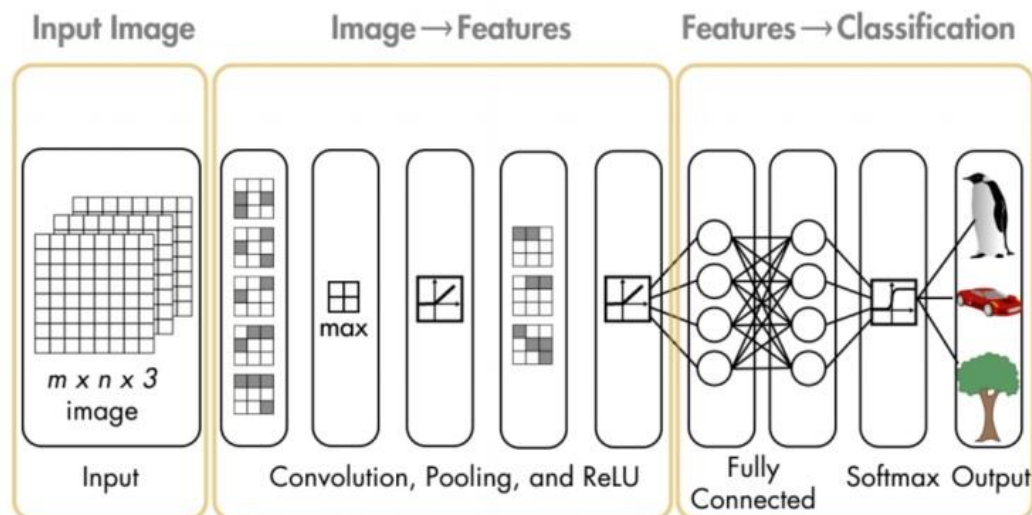 Input Image
Image→Features
Features→Classification
max
m x n x 3
image
Input
Convolution, Pooling, and ReLU
Fully
Connected
Softmax
Output